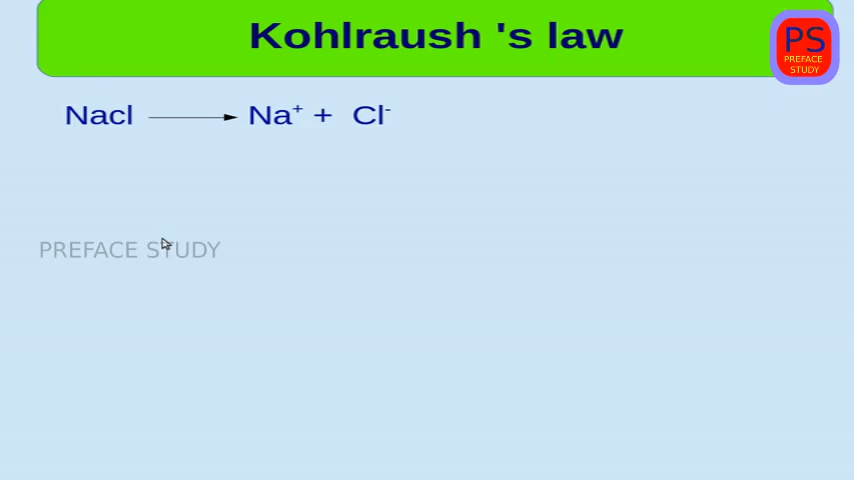 Kohlraush 's law
PS
PREFACE
STUDY
Nacl ⟶ Na⁺ + Cl⁻
PREFACE STUDY